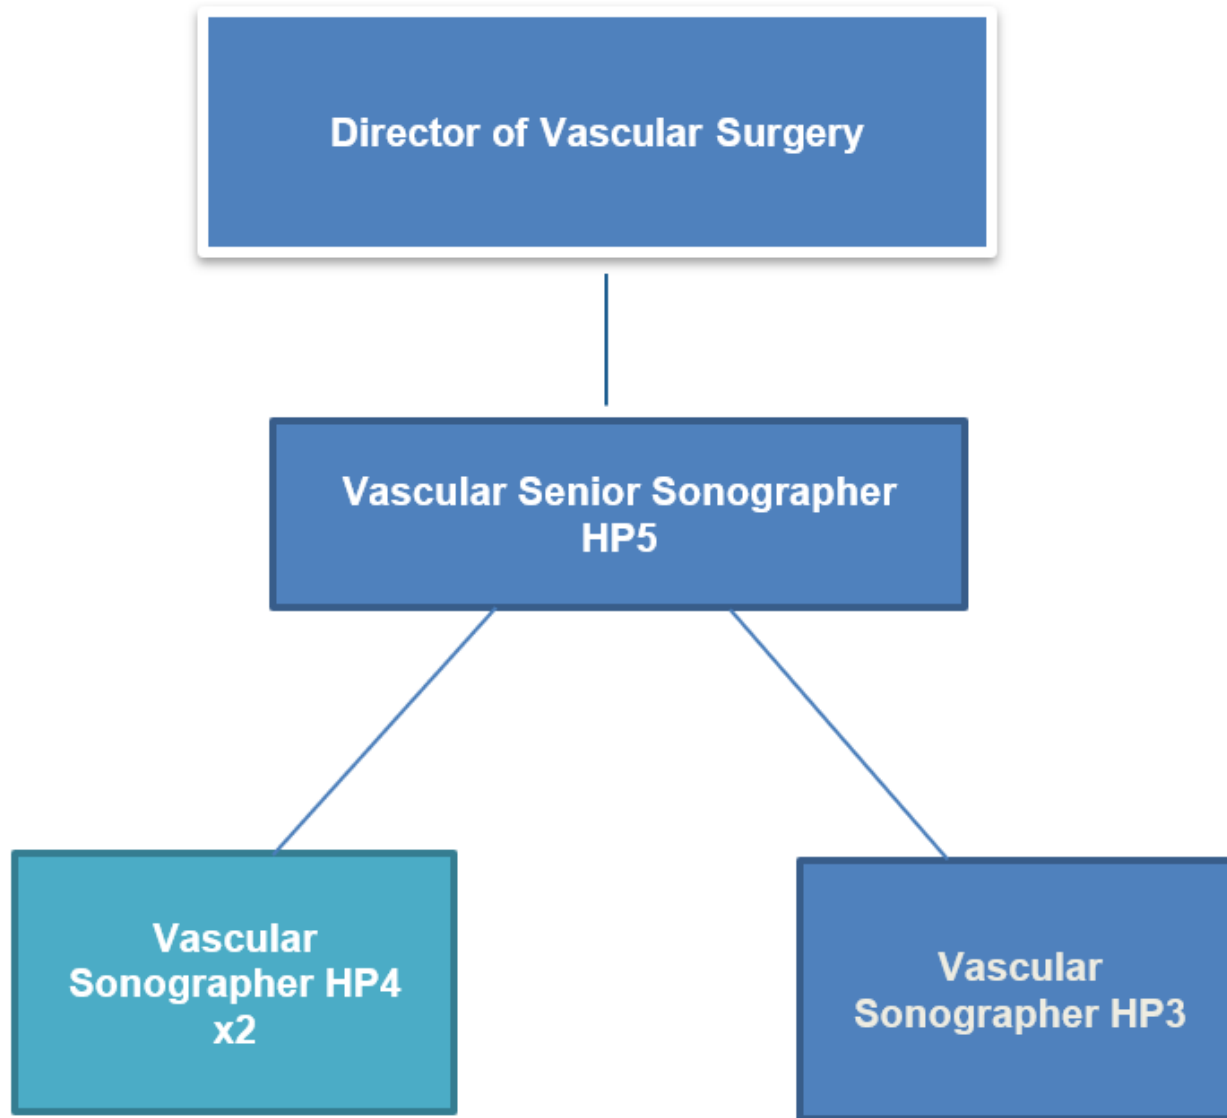 Director of Vascular Surgery
Vascular Senior Sonographer
HP5
Vascular
Sonographer HP4
x2
Vascular
Sonographer HP3